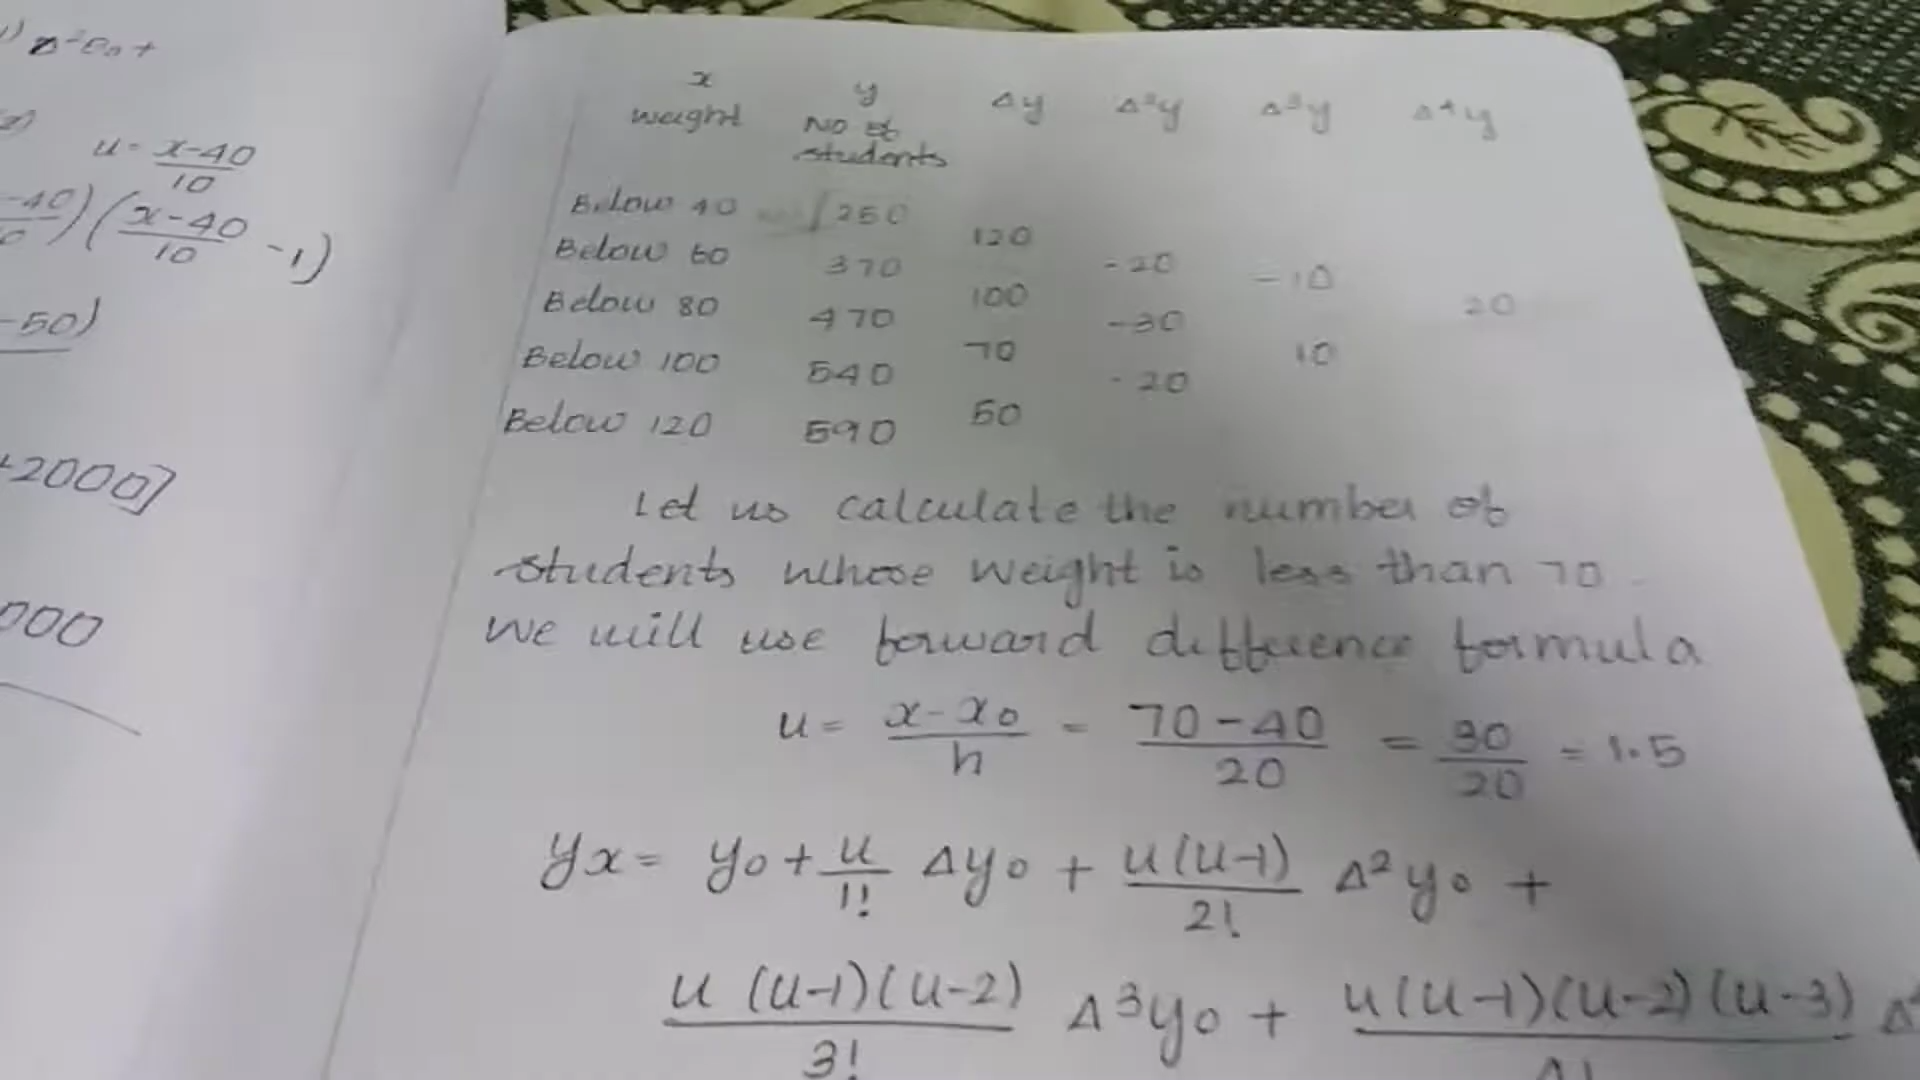 1) Δ²e₀+
u = x-40
10
-40) (x-40 -1)
10
-50)
+2000]
000
x y Δy Δ²y Δ³y Δ⁴y
weight No of
students
Below 40 250
120
Below 60 370 -20 -10
100 20
Below 80 470 -30
70 10
Below 100 540 -20
50
Below 120 590
Let us calculate the number of
students whose weight is less than 70
we will use forward difference formula
u = x-x₀/h = 70-40/20 = 30/20 = 1.5
yx = y₀ + u/1! Δy₀ + u(u-1)/2! Δ²y₀ +
u(u-1)(u-2)/3! Δ³y₀ + u(u-1)(u-2)(u-3)